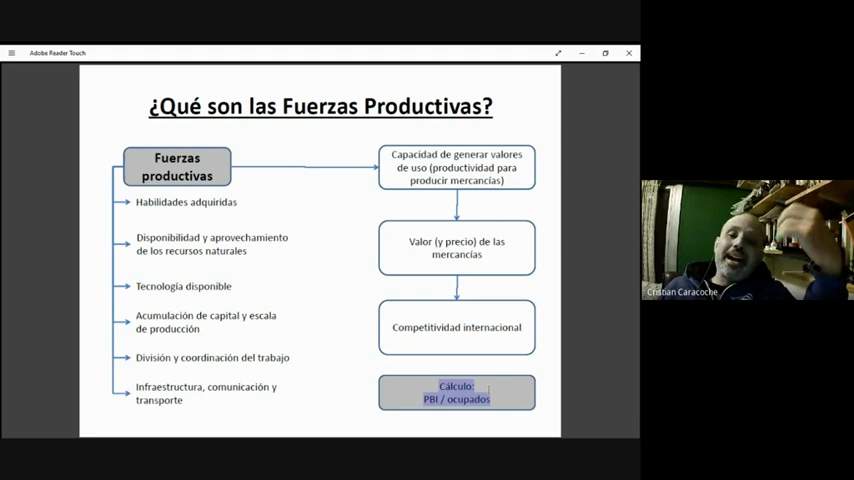 Adobe Reader Touch
¿Qué son las Fuerzas Productivas?
Fuerzas
productivas
Habilidades adquiridas
Disponibilidad y aprovechamiento
de los recursos naturales
Tecnología disponible
Acumulación de capital y escala
de producción
División y coordinación del trabajo
Infraestructura, comunicación y
transporte
Capacidad de generar valores
de uso (productividad para
producir mercancías)
Valor (y precio) de las
mercancías
Competitividad internacional
Cálculo:
PBI / ocupados
Cristian Caracoche